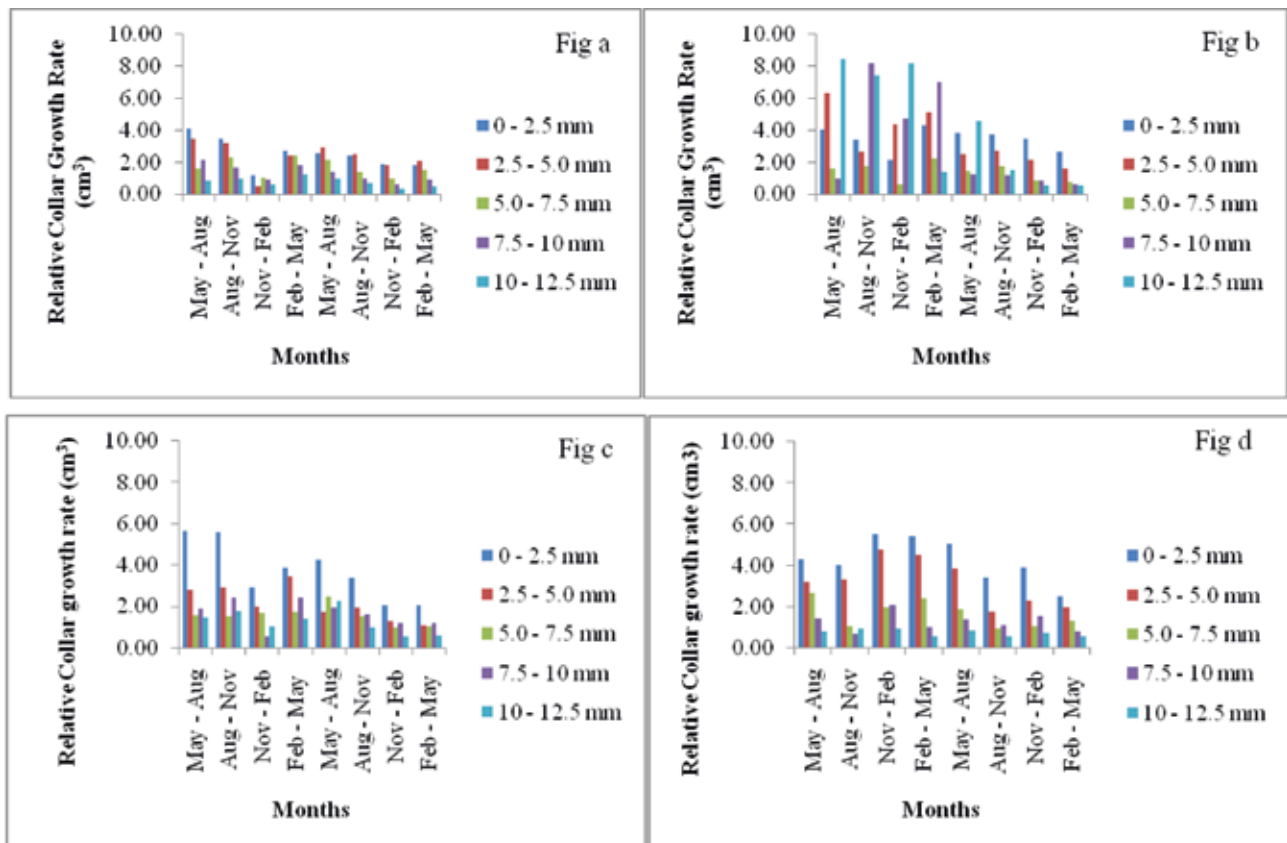 Fig a
Relative Collar Growth Rate
(cm³)
10.00
8.00
6.00
4.00
2.00
0.00
May - Aug
Aug - Nov
Nov - Feb
Feb - May
May - Aug
Aug - Nov
Nov - Feb
Feb - May
Months
0 - 2.5 mm
2.5 - 5.0 mm
5.0 - 7.5 mm
7.5 - 10 mm
10 - 12.5 mm
Fig b
Relative Collar Growth Rate
(cm³)
10.00
8.00
6.00
4.00
2.00
0.00
May - Aug
Aug - Nov
Nov - Feb
Feb - May
May - Aug
Aug - Nov
Nov - Feb
Feb - May
Months
0 - 2.5 mm
2.5 - 5.0 mm
5.0 - 7.5 mm
7.5 - 10 mm
10 - 12.5 mm
Fig c
Relative Collar growth rate (cm³)
10.00
8.00
6.00
4.00
2.00
0.00
May - Aug
Aug - Nov
Nov - Feb
Feb - May
May - Aug
Aug - Nov
Nov - Feb
Feb - May
Months
0 - 2.5 mm
2.5 - 5.0 mm
5.0 - 7.5 mm
7.5 - 10 mm
10 - 12.5 mm
Fig d
Relative Collar growth rate (cm3)
10.00
8.00
6.00
4.00
2.00
0.00
May - Aug
Aug - Nov
Nov - Feb
Feb - May
May - Aug
Aug - Nov
Nov - Feb
Feb - May
Months
0 - 2.5 mm
2.5 - 5.0 mm
5.0 - 7.5 mm
7.5 - 10 mm
10 - 12.5 mm